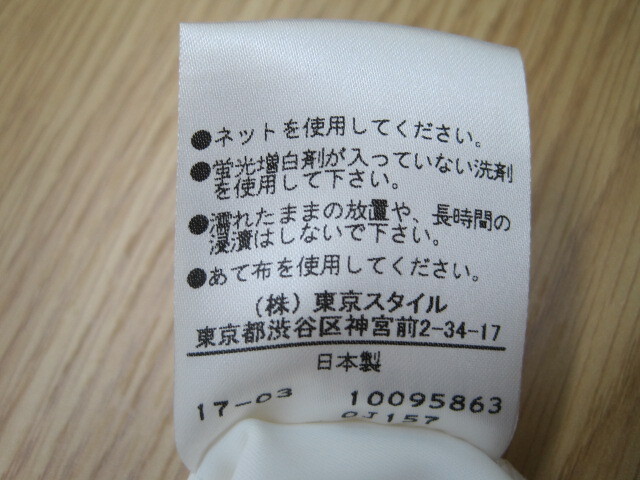 ●ネットを使用してください。
●蛍光増白剤が入っていない洗剤
を使用して下さい。
●濡れたままの放置や、長時間の
浸漬はしないで下さい。
●あて布を使用してください。
(株)東京スタイル
東京都渋谷区神宮前2-34-17
日本製
17-03 10095863
CJ157